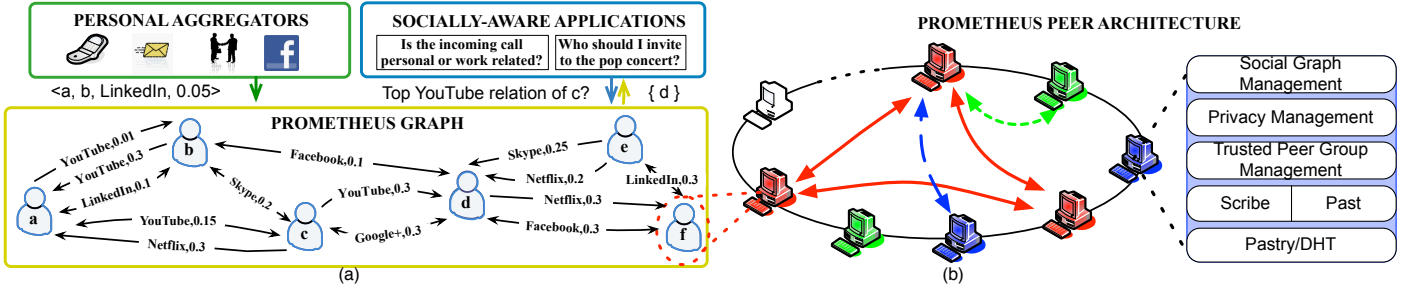 PERSONAL AGGREGATORS
f
SOCIALLY-AWARE APPLICATIONS
Is the incoming call
personal or work related?
Who should I invite
to the pop concert?
<a, b, LinkedIn, 0.05>
Top YouTube relation of c?
{ d }
PROMETHEUS GRAPH
YouTube,0.01
YouTube,0.3
LinkedIn,0.1
YouTube,0.15
Netflix,0.3
Skype,0.2
Facebook,0.1
YouTube,0.3
Google+,0.3
Skype,0.25
Netflix,0.2
LinkedIn,0.3
Netflix,0.3
Facebook,0.3
a
b
c
d
e
f
(a)
PROMETHEUS PEER ARCHITECTURE
Social Graph
Management
Privacy Management
Trusted Peer Group
Management
Scribe
Past
Pastry/DHT
(b)